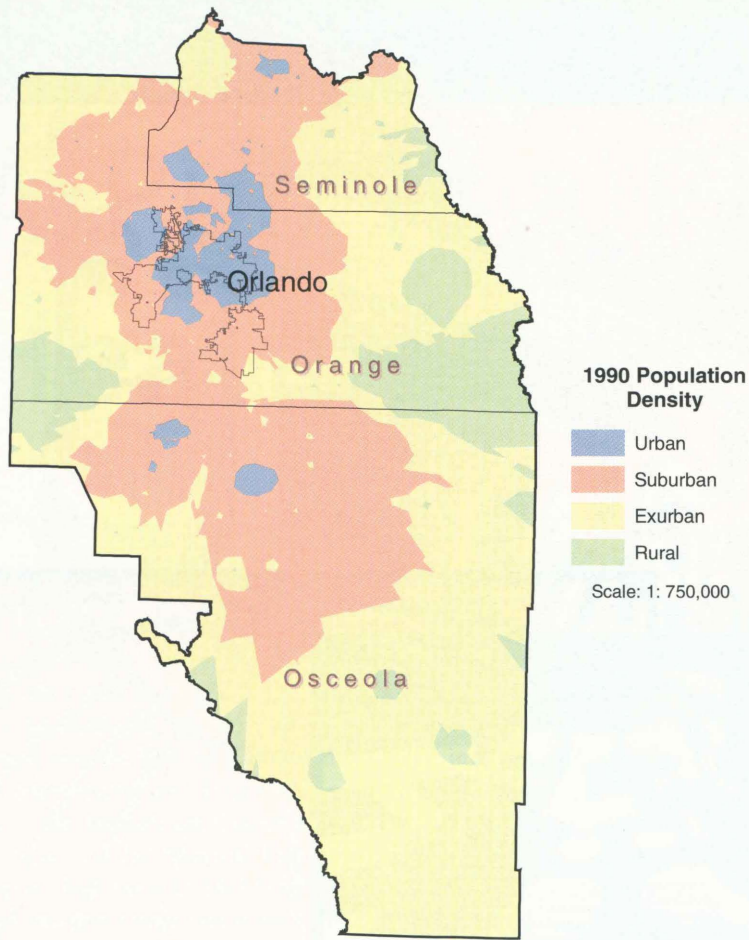 Seminole
Orlando
Orange
Osceola
1990 Population
Density
Urban
Suburban
Exurban
Rural
Scale: 1: 750,000